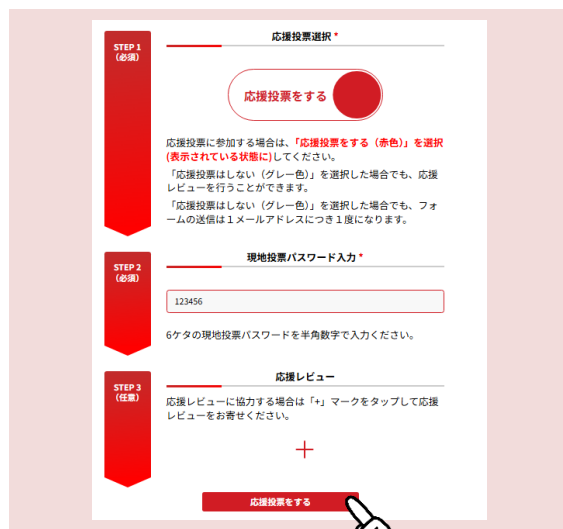 STEP 1
(必須)
応援投票選択 *
応援投票をする
応援投票に参加する場合は、「応援投票をする（赤色）」を選択
(表示されている状態に)してください。
「応援投票はしない（グレー色）」を選択した場合でも、応援
レビューを行うことができます。
「応援投票はしない（グレー色）」を選択した場合でも、フォ
ームの送信は１メールアドレスにつき１度になります。
STEP 2
(必須)
現地投票パスワード入力 *
123456
6ケタの現地投票パスワードを半角数字で入力ください。
STEP 3
(任意)
応援レビュー
応援レビューに協力する場合は「+」マークをタップして応援
レビューをお寄せください。
応援投票をする